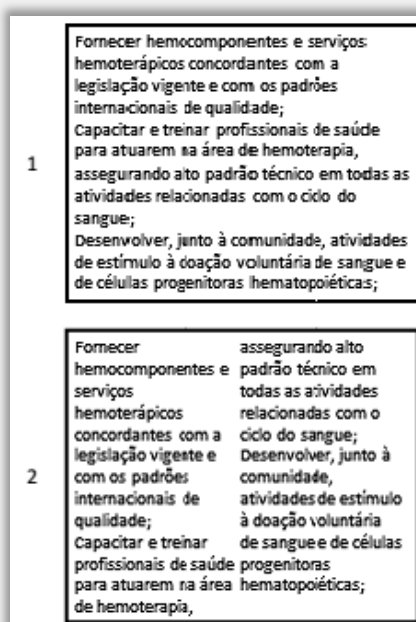 1
Fornecer hemocomponentes e serviços
hemoterápicos concordantes com a
legislação vigente e com os padrões
internacionais de qualidade;
Capacitar e treinar profissionais de saúde
para atuarem na área de hemoterapia,
assegurando alto padrão técnico em todas as
atividades relacionadas com o ciclo do
sangue;
Desenvolver, junto à comunidade, atividades
de estímulo à doação voluntária de sangue e
de células progenitoras hematopoiéticas;
2
Fornecer
hemocomponentes e
serviços
hemoterápicos
concordantes com a
legislação vigente e
com os padrões
internacionais de
qualidade;
Capacitar e treinar
profissionais de saúde
para atuarem na área
de hemoterapia,
assegurando alto
padrão técnico em
todas as atividades
relacionadas com o
ciclo do sangue;
Desenvolver, junto à
comunidade,
atividades de estímulo
à doação voluntária
de sangue e de células
progenitoras
hematopoiéticas;